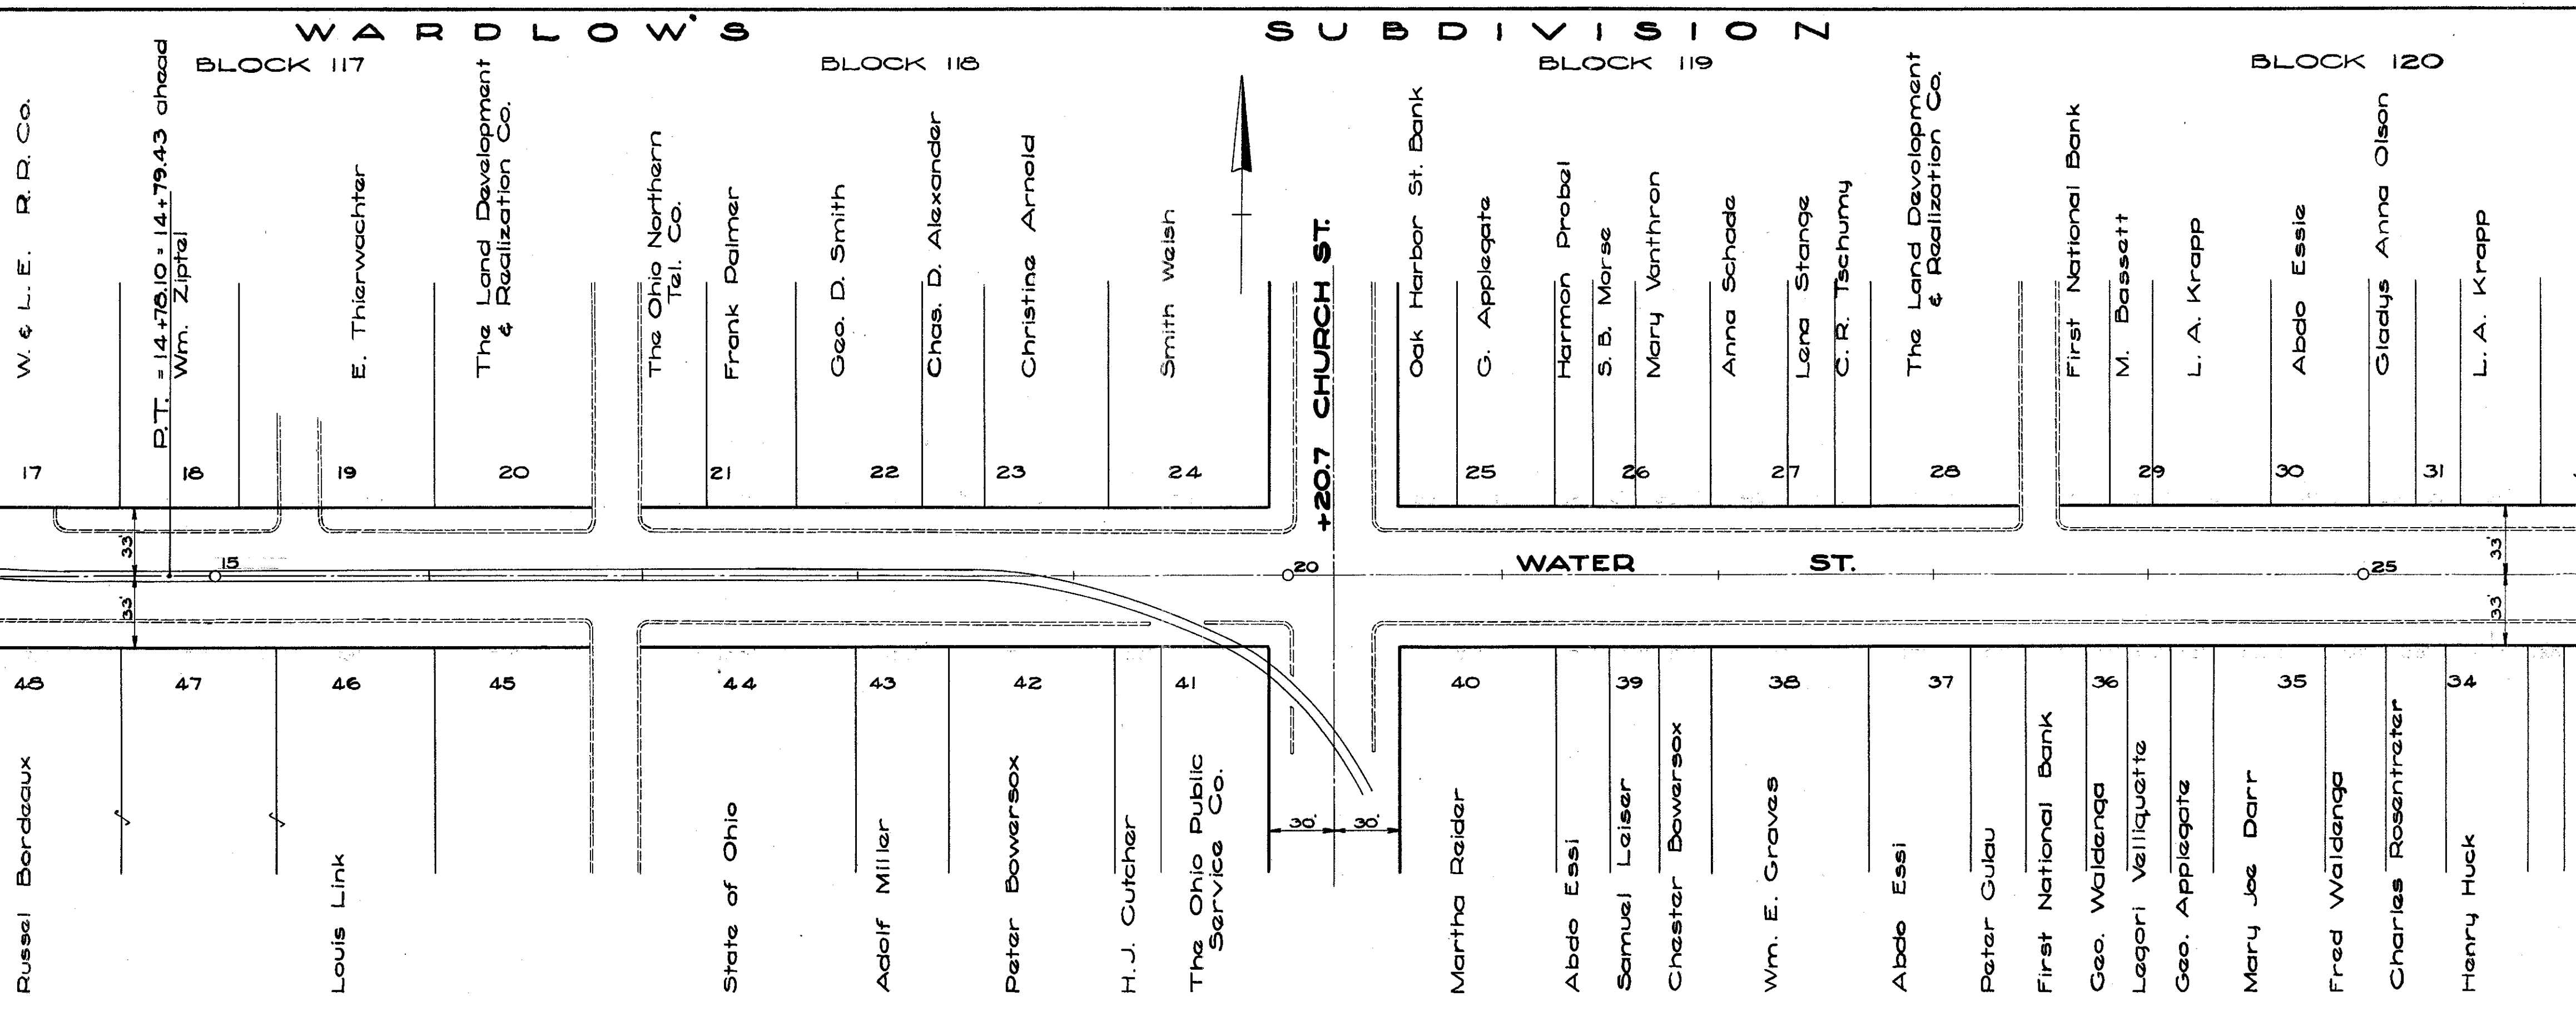 WARDLOW'S SUBDIVISION
BLOCK 117
BLOCK 118
BLOCK 119
BLOCK 120
W. & L. E. R. R. Co.
P.T. = 14+78.10 = 14+79.43 ahead
Wm. Ziptel
E. Thierwachter
The Land Development
& Realization Co.
The Ohio Northern
Tel. Co.
Frank Palmer
Geo. D. Smith
Chas. D. Alexander
Christine Arnold
Smith Welsh
+20.7 CHURCH ST.
Oak Harbor St. Bank
G. Applegate
Harmon Probel
S. B. Morse
Mary Vanthron
Anna Schade
Lena Stange
C. R. Tschumy
The Land Devolopment
& Realization Co.
First National Bank
M. Bassett
L. A. Krapp
Abdo Essie
Gladys Anna Olson
L. A. Krapp
17
18
19
20
21
22
23
24
25
26
27
28
29
30
31
33'
15
20
WATER ST.
25
33'
33'
33'
48
47
46
45
44
43
42
41
40
39
38
37
36
35
34
30'
30'
Russel Bordeaux
Louis Link
State of Ohio
Adolf Miller
Peter Bowersox
H. J. Cutcher
The Ohio Public
Service Co.
Martha Reider
Abdo Essi
Samuel Leiser
Chester Bowersox
Wm. E. Graves
Abdo Essi
Peter Gulau
First National Bank
Geo. Waldenga
Legori Velliquette
Geo. Applegate
Mary Joe Darr
Fred Waldenga
Charles Rosentreter
Henry Huck